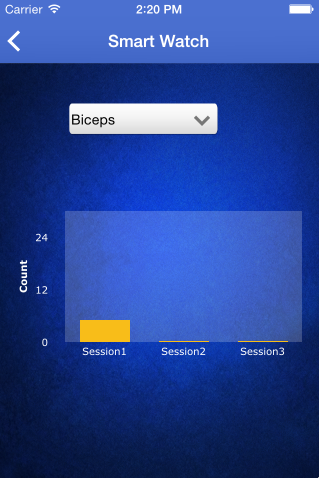 Carrier 2:20 PM
Smart Watch
Biceps
24
Count
12
0
Session1 Session2 Session3